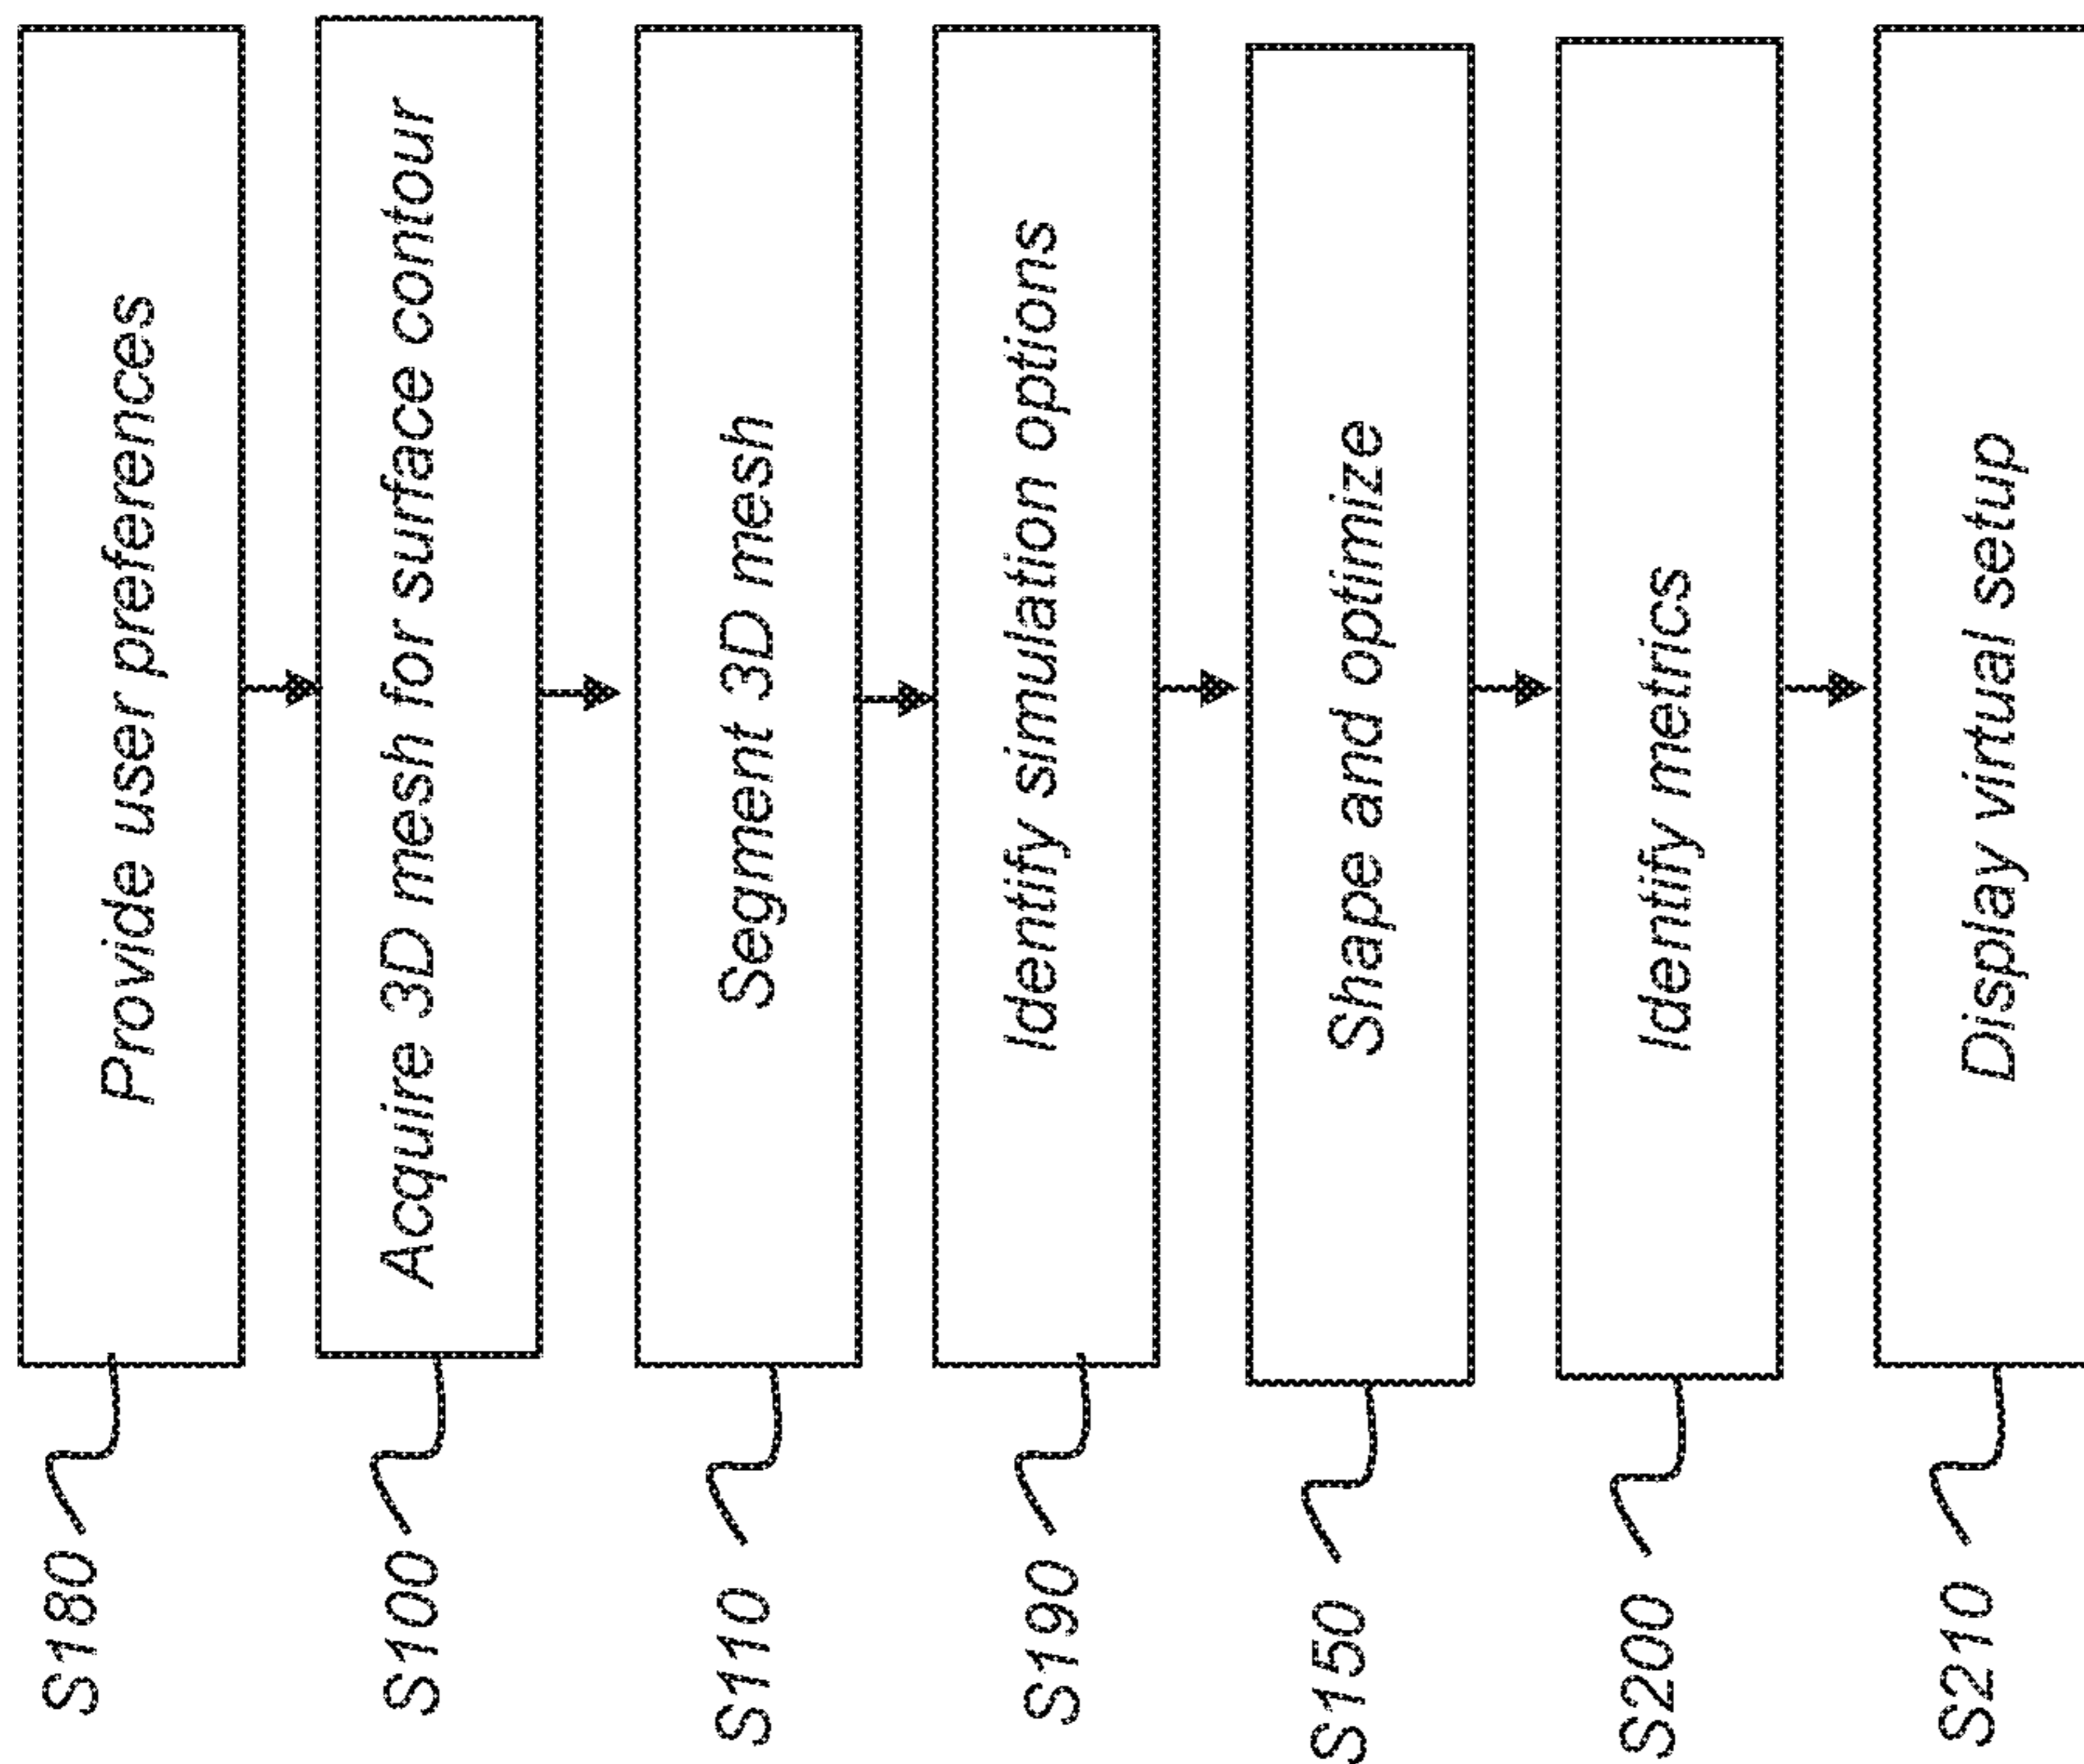 S180
Provide user preferences
S100
Acquire 3D mesh for surface contour
S110
Segment 3D mesh
S190
Identify simulation options
S150
Shape and optimize
S200
Identify metrics
S210
Display virtual setup